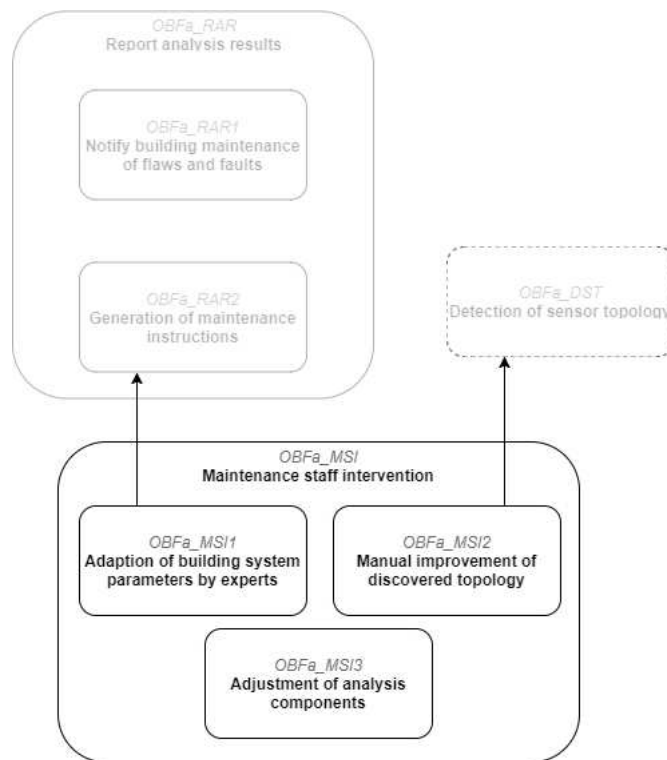 OBFa_RAR
Report analysis results
OBFa_RAR1
Notify building maintenance
of flaws and faults
OBFa_RAR2
Generation of maintenance
instructions
OBFa_DST
Detection of sensor topology
OBFa_MSI
Maintenance staff intervention
OBFa_MSI1
Adaption of building system
parameters by experts
OBFa_MSI2
Manual improvement of
discovered topology
OBFa_MSI3
Adjustment of analysis
components